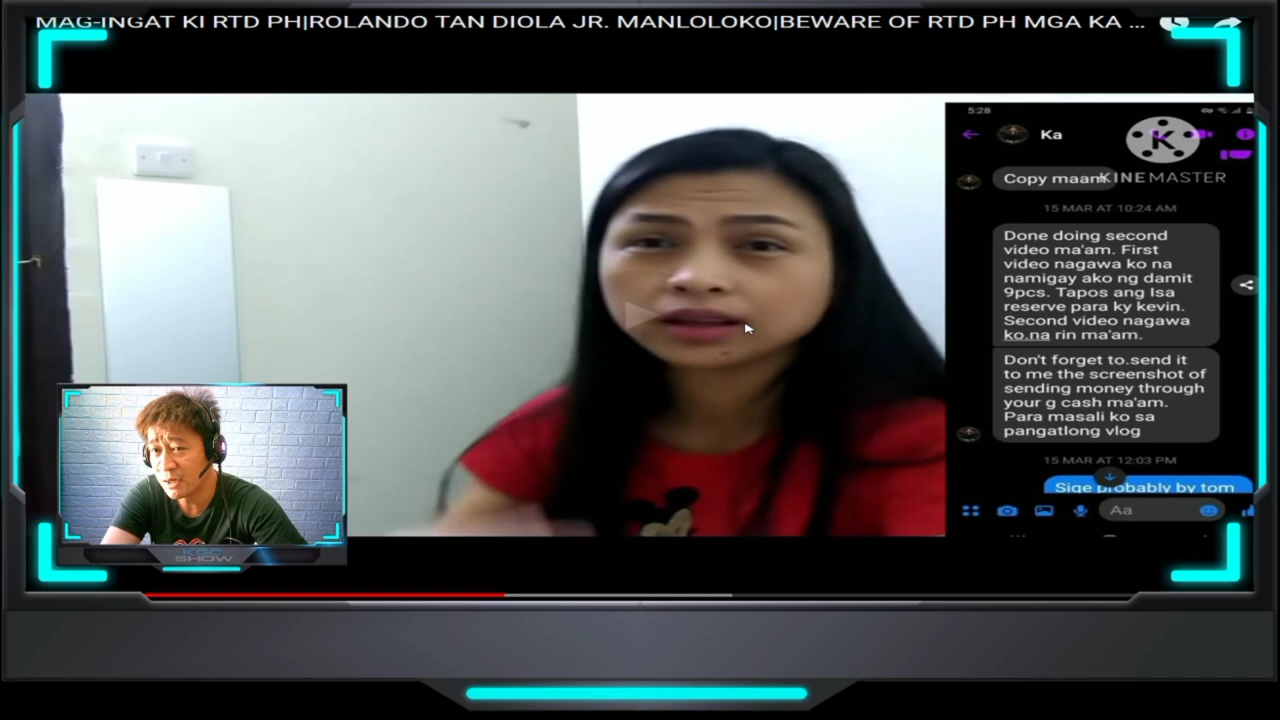 MAG-INGAT KI RTD PH|ROLANDO TAN DIOLA JR. MANLOLOKO|BEWARE OF RTD PH MGA KA ...
5:28
Ka
K
KINEMASTER
Copy maam
15 MAR AT 10:24 AM
Done doing second
video ma'am. First
video nagawa ko na
namigay ako ng damit
9pcs. Tapos ang Isa
reserve para ky kevin.
Second video nagawa
ko.na rin ma'am.
Don't forget to.send it
to me the screenshot of
sending money through
your g cash ma'am.
Para masali ko sa
pangatlong vlog
15 MAR AT 12:03 PM
Sige probably by tom
Aa
KGC
SHOW